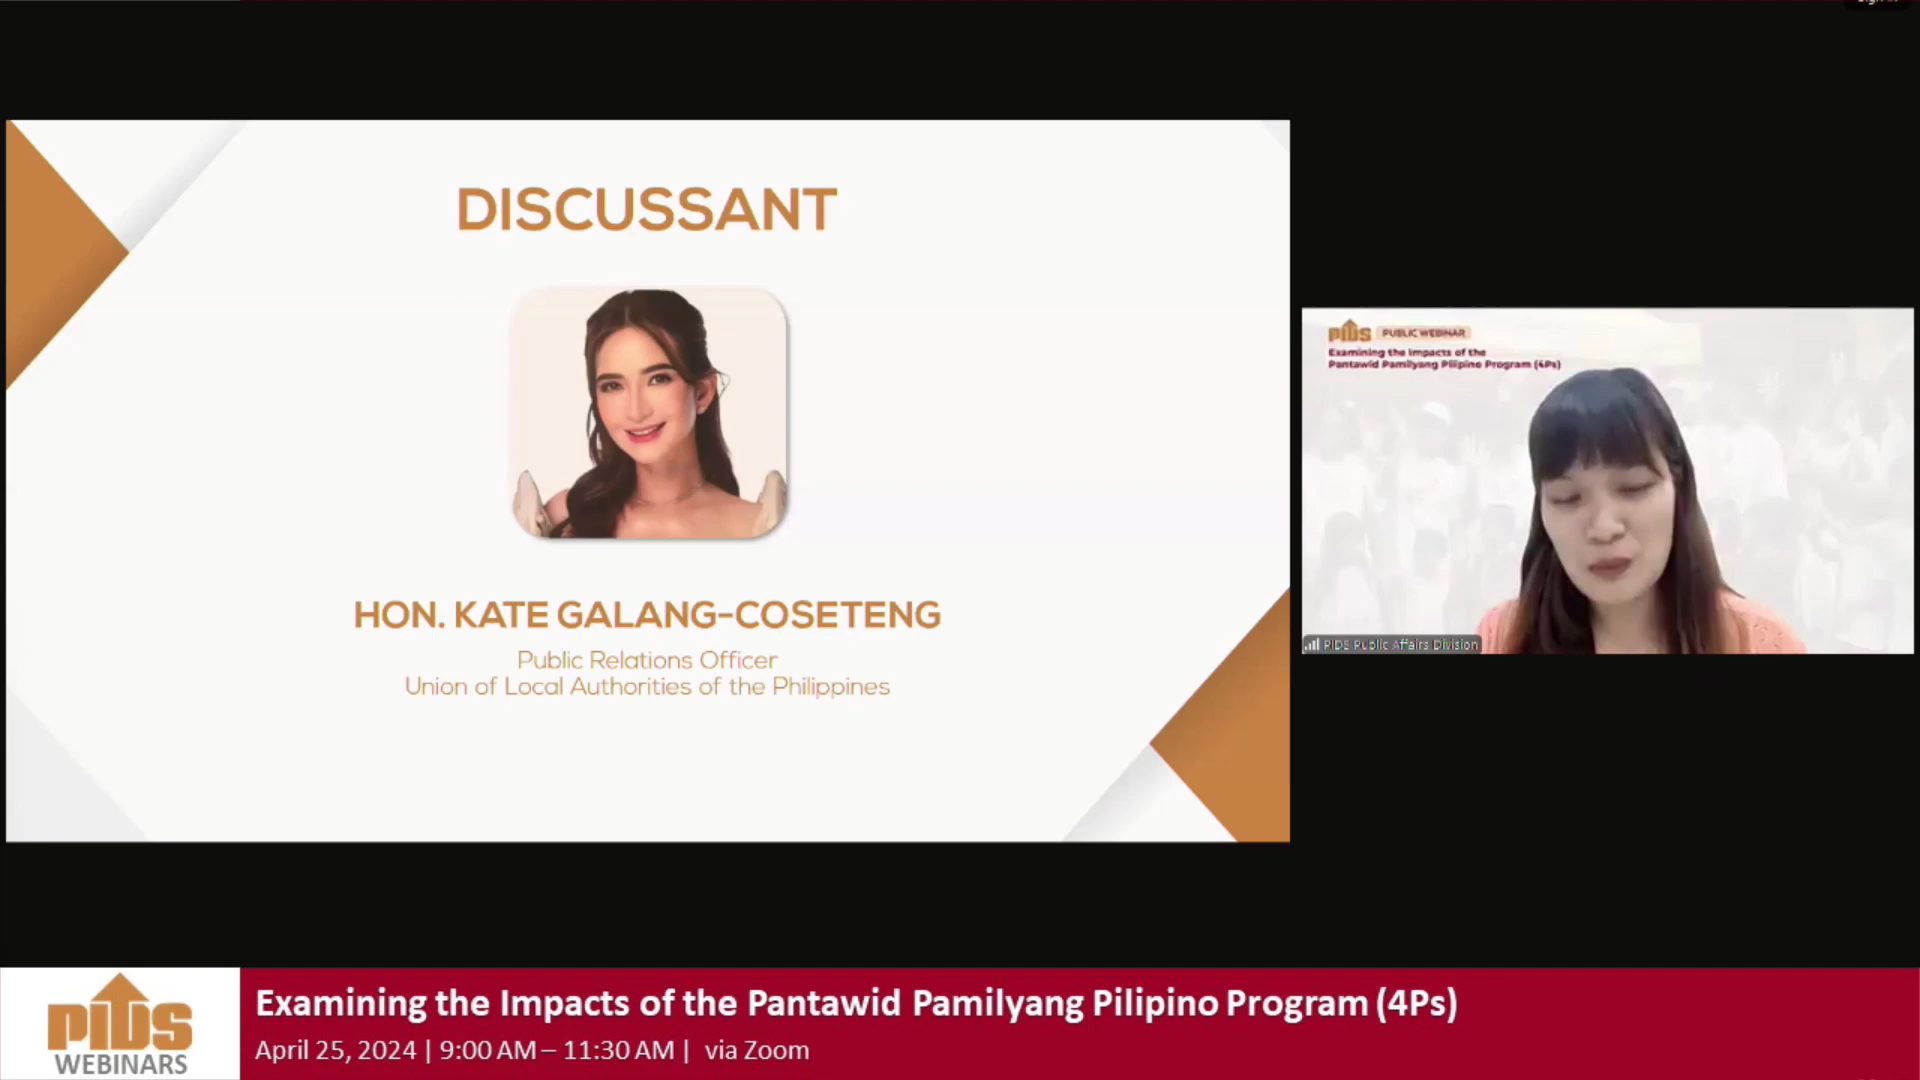 DISCUSSANT
HON. KATE GALANG-COSETENG
Public Relations Officer
Union of Local Authorities of the Philippines
PIDS PUBLIC WEBINAR
Examining the Impacts of the
Pantawid Pamilyang Pilipino Program (4Ps)
PIDS Public Affairs Division
PIDS
WEBINARS
Examining the Impacts of the Pantawid Pamilyang Pilipino Program (4Ps)
April 25, 2024 | 9:00 AM – 11:30 AM | via Zoom